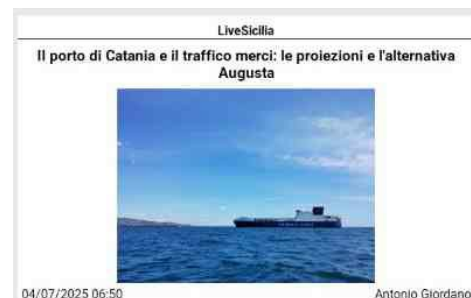 LiveSicilia
Il porto di Catania e il traffico merci: le proiezioni e l'alternativa
Augusta
04/07/2025 06:50
Antonio Giordano